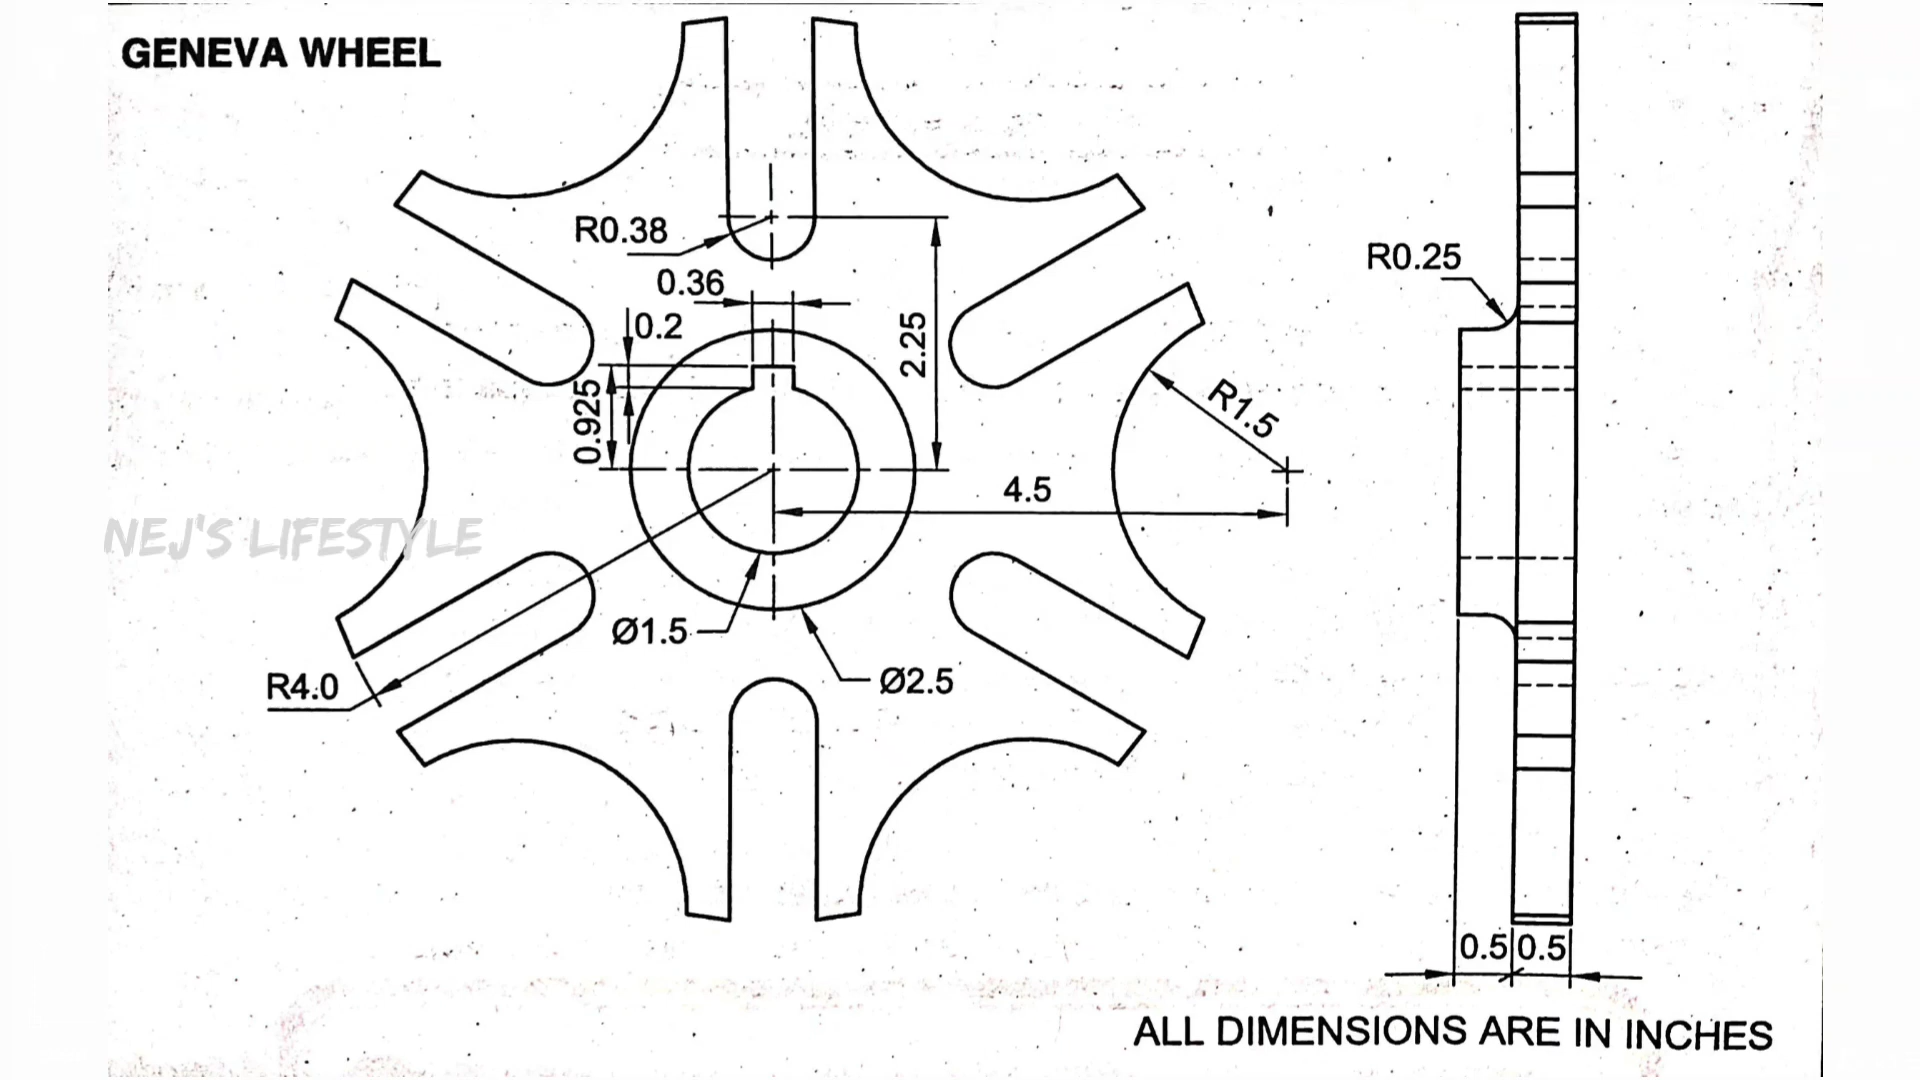 GENEVA WHEEL
R0.38
0.36
0.2
0.925
2.25
R1.5
4.5
R0.25
NEJ'S LIFESTYLE
Ø1.5
R4.0
Ø2.5
0.5 0.5
ALL DIMENSIONS ARE IN INCHES